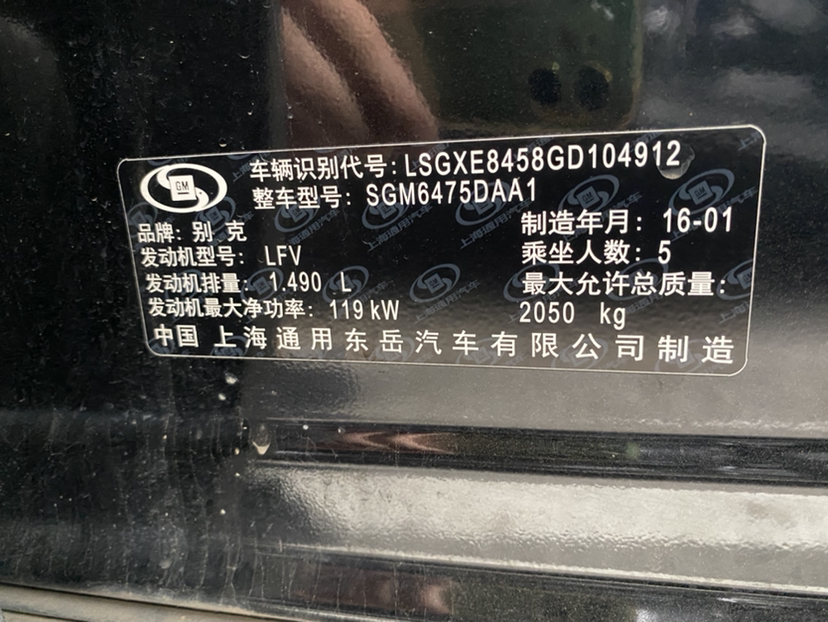 GM
车辆识别代号:LSGXE8458GD104912
整车型号: SGM6475DAA1
品牌: 别 克
制造年月: 16-01
发动机型号: LFV
乘坐人数: 5
发动机排量: 1.490 L
最大允许总质量:
发动机最大净功率: 119 kW
2050 kg
中国 上海通用东岳汽车有限公司制造